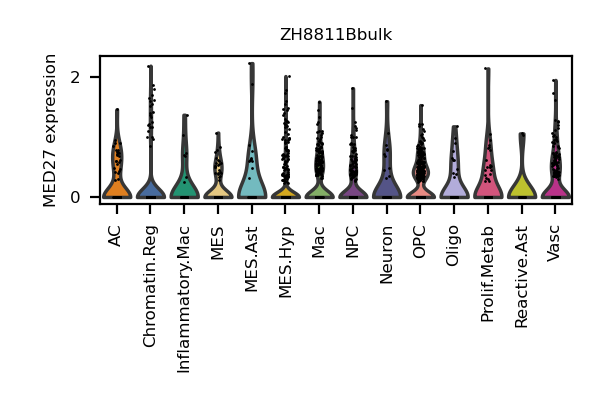 ZH8811Bbulk
MED27 expression
2
0
AC
Chromatin.Reg
Inflammatory.Mac
MES
MES.Ast
MES.Hyp
Mac
NPC
Neuron
OPC
Oligo
Prolif.Metab
Reactive.Ast
Vasc